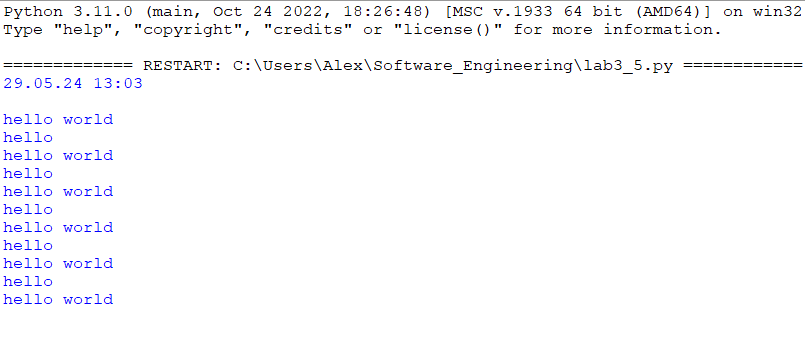 Python 3.11.0 (main, Oct 24 2022, 18:26:48) [MSC v.1933 64 bit (AMD64)] on win32
Type "help", "copyright", "credits" or "license()" for more information.
============= RESTART: C:\Users\Alex\Software_Engineering\lab3_5.py ============
29.05.24 13:03
hello world
hello
hello world
hello
hello world
hello
hello world
hello
hello world
hello
hello world